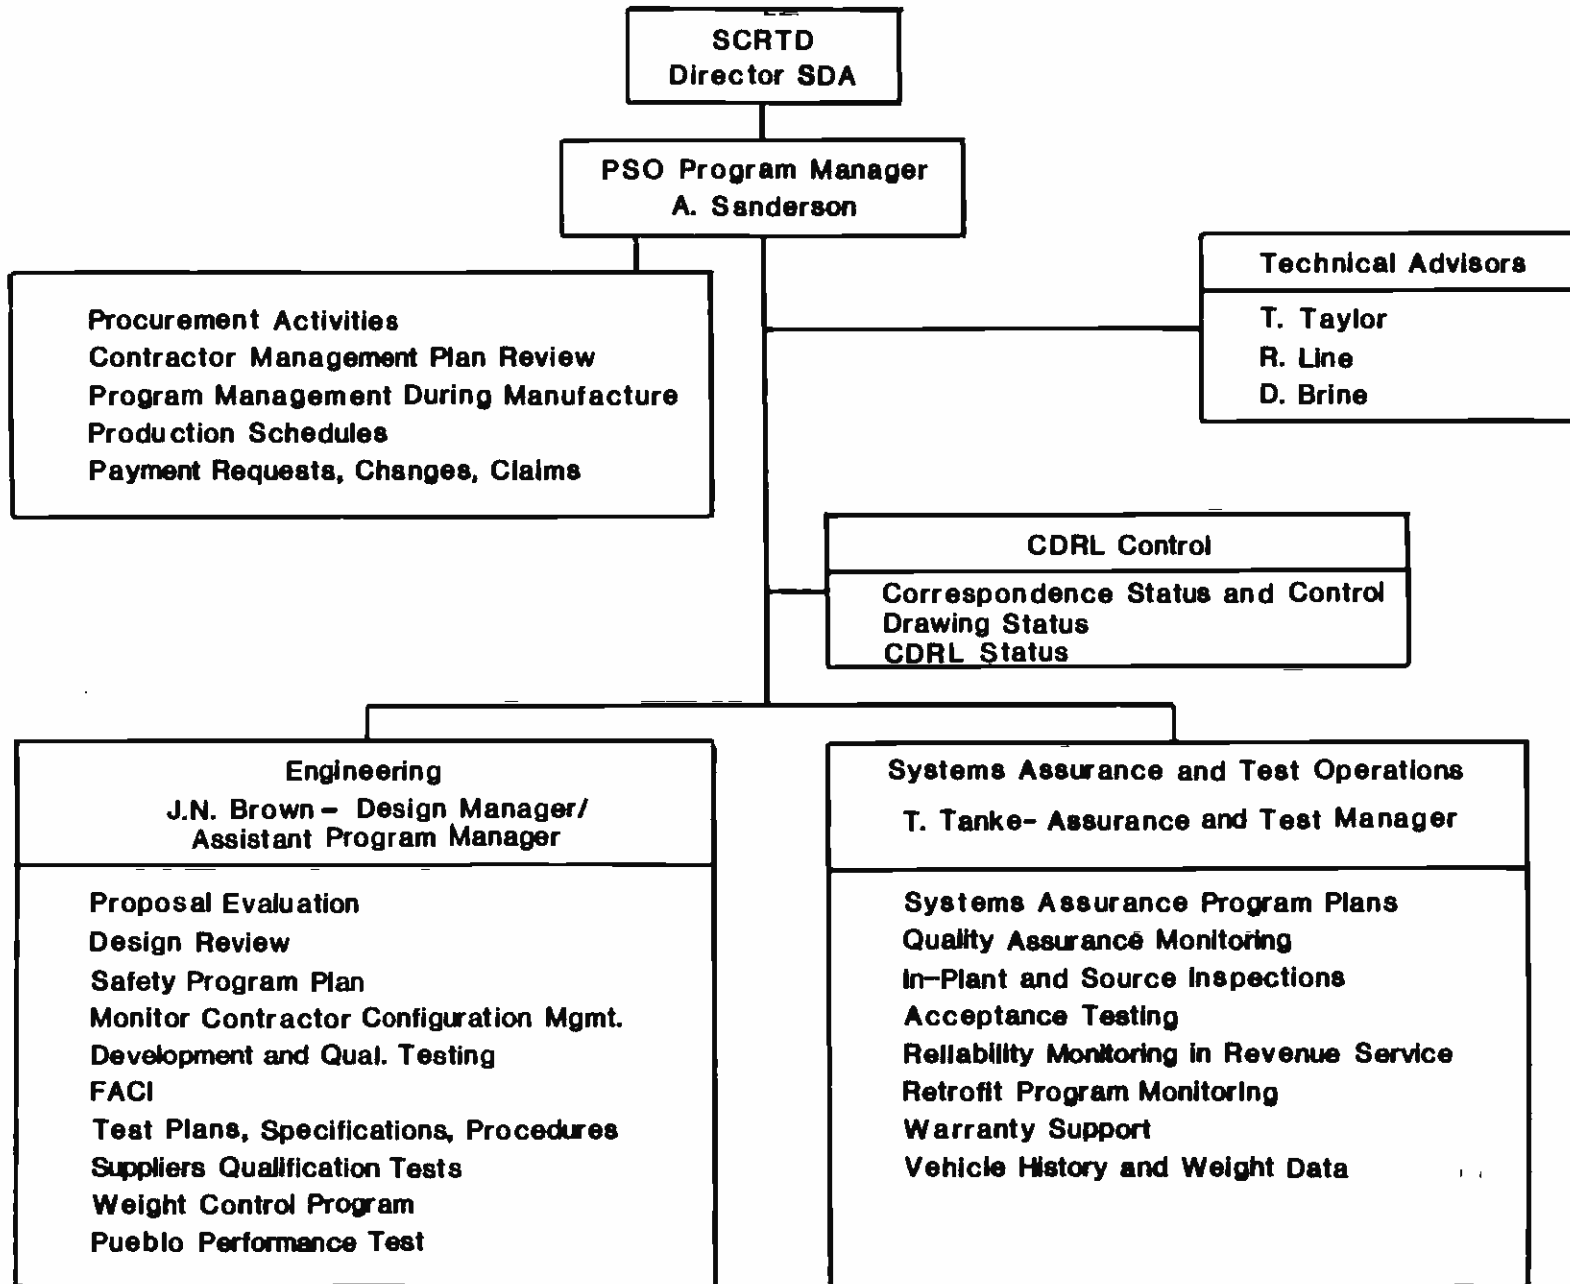 SCRTD
Director SDA
PSO Program Manager
A. Sanderson
Technical Advisors
T. Taylor
R. Line
D. Brine
Procurement Activities
Contractor Management Plan Review
Program Management During Manufacture
Production Schedules
Payment Requests, Changes, Claims
CDRL Control
Correspondence Status and Control
Drawing Status
CDRL Status
Engineering
J.N. Brown – Design Manager/
Assistant Program Manager
Proposal Evaluation
Design Review
Safety Program Plan
Monitor Contractor Configuration Mgmt.
Development and Qual. Testing
FACI
Test Plans, Specifications, Procedures
Suppliers Qualification Tests
Weight Control Program
Pueblo Performance Test
Systems Assurance and Test Operations
T. Tanke- Assurance and Test Manager
Systems Assurance Program Plans
Quality Assurance Monitoring
In-Plant and Source Inspections
Acceptance Testing
Reliability Monitoring in Revenue Service
Retrofit Program Monitoring
Warranty Support
Vehicle History and Weight Data